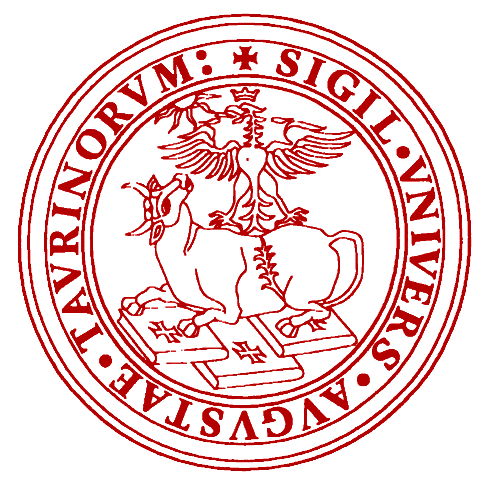 ✠ SIGIL • VNIVERS • AVGVSTAE • TAVRINORVM: